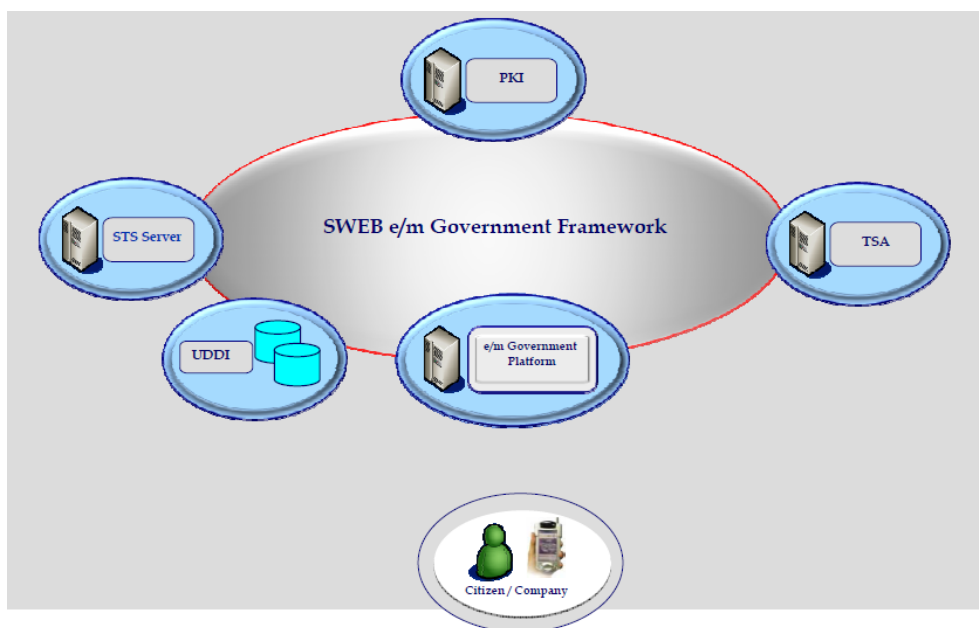 PKI
SWEB e/m Government Framework
STS Server
TSA
UDDI
e/m Government
Platform
Citizen / Company